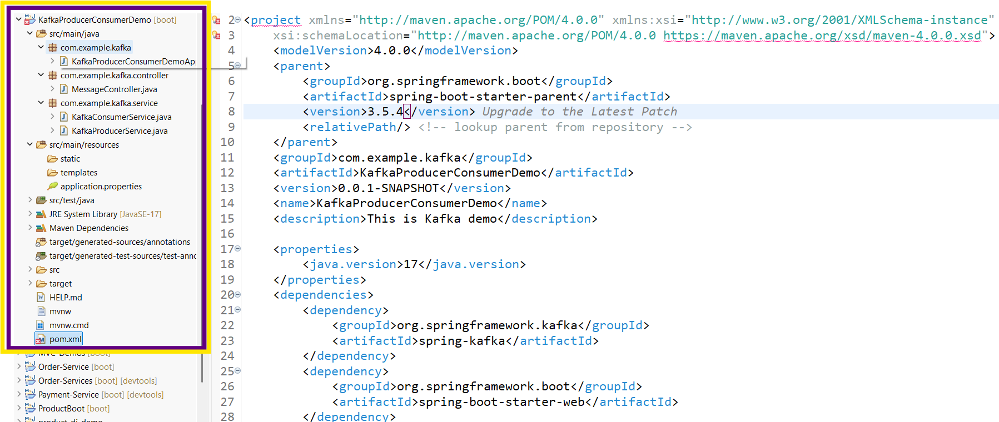 KafkaProducerConsumerDemo [boot]
src/main/java
com.example.kafka
KafkaProducerConsumerDemoApp
com.example.kafka.controller
MessageController.java
com.example.kafka.service
KafkaConsumerService.java
KafkaProducerService.java
src/main/resources
static
templates
application.properties
src/test/java
JRE System Library [JavaSE-17]
Maven Dependencies
target/generated-sources/annotations
target/generated-test-sources/test-anno
src
target
HELP.md
mvnw
mvnw.cmd
pom.xml
MVC-Demos [boot]
Order-Service [boot]
Order-Services [boot] [devtools]
Payment-Service [boot] [devtools]
ProductBoot [boot]
product-di-demo
2 <project xmlns="http://maven.apache.org/POM/4.0.0" xmlns:xsi="http://www.w3.org/2001/XMLSchema-instance"
3 xsi:schemaLocation="http://maven.apache.org/POM/4.0.0 https://maven.apache.org/xsd/maven-4.0.0.xsd">
4 <modelVersion>4.0.0</modelVersion>
5 <parent>
6 <groupId>org.springframework.boot</groupId>
7 <artifactId>spring-boot-starter-parent</artifactId>
8 <version>3.5.4</version> Upgrade to the Latest Patch
9 <relativePath/> <!-- lookup parent from repository -->
10 </parent>
11 <groupId>com.example.kafka</groupId>
12 <artifactId>KafkaProducerConsumerDemo</artifactId>
13 <version>0.0.1-SNAPSHOT</version>
14 <name>KafkaProducerConsumerDemo</name>
15 <description>This is Kafka demo</description>
16
17 <properties>
18 <java.version>17</java.version>
19 </properties>
20 <dependencies>
21 <dependency>
22 <groupId>org.springframework.kafka</groupId>
23 <artifactId>spring-kafka</artifactId>
24 </dependency>
25 <dependency>
26 <groupId>org.springframework.boot</groupId>
27 <artifactId>spring-boot-starter-web</artifactId>
28 </dependency>